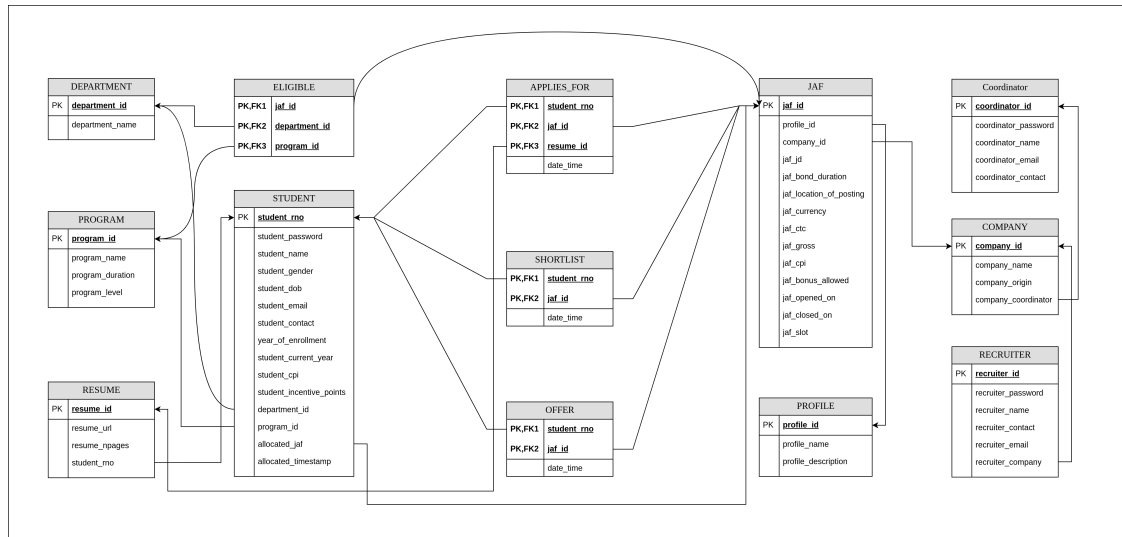 DEPARTMENT
PK department_id
department_name
ELIGIBLE
PK,FK1 jaf_id
PK,FK2 department_id
PK,FK3 program_id
APPLIES_FOR
PK,FK1 student_rno
PK,FK2 jaf_id
PK,FK3 resume_id
date_time
JAF
PK jaf_id
profile_id
company_id
jaf_jd
jaf_bond_duration
jaf_location_of_posting
jaf_currency
jaf_ctc
jaf_gross
jaf_cpi
jaf_bonus_allowed
jaf_opened_on
jaf_closed_on
jaf_slot
Coordinator
PK coordinator_id
coordinator_password
coordinator_name
coordinator_email
coordinator_contact
PROGRAM
PK program_id
program_name
program_duration
program_level
STUDENT
PK student_rno
student_password
student_name
student_gender
student_dob
student_email
student_contact
year_of_enrollment
student_current_year
student_cpi
student_incentive_points
department_id
program_id
allocated_jaf
allocated_timestamp
SHORTLIST
PK,FK1 student_rno
PK,FK2 jaf_id
date_time
COMPANY
PK company_id
company_name
company_origin
company_coordinator
RESUME
PK resume_id
resume_url
resume_npages
student_rno
OFFER
PK,FK1 student_rno
PK,FK2 jaf_id
date_time
PROFILE
PK profile_id
profile_name
profile_description
RECRUITER
PK recruiter_id
recruiter_password
recruiter_name
recruiter_contact
recruiter_email
recruiter_company